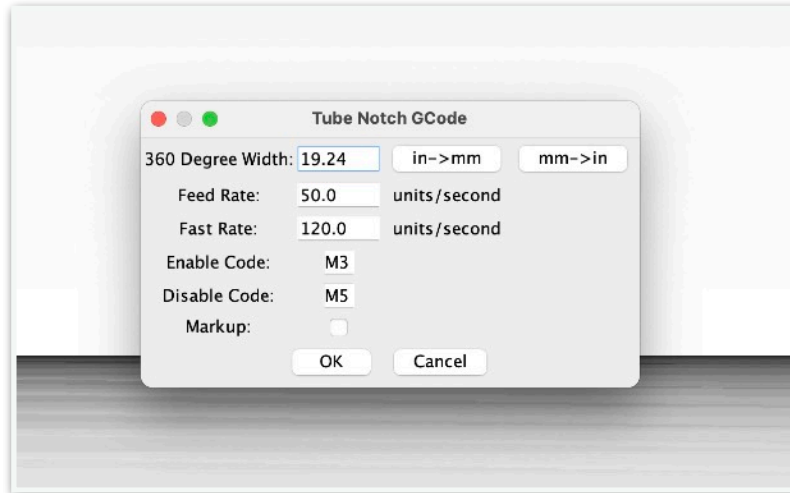 Tube Notch GCode
360 Degree Width: 19.24 in->mm mm->in
Feed Rate: 50.0 units/second
Fast Rate: 120.0 units/second
Enable Code: M3
Disable Code: M5
Markup:
OK Cancel